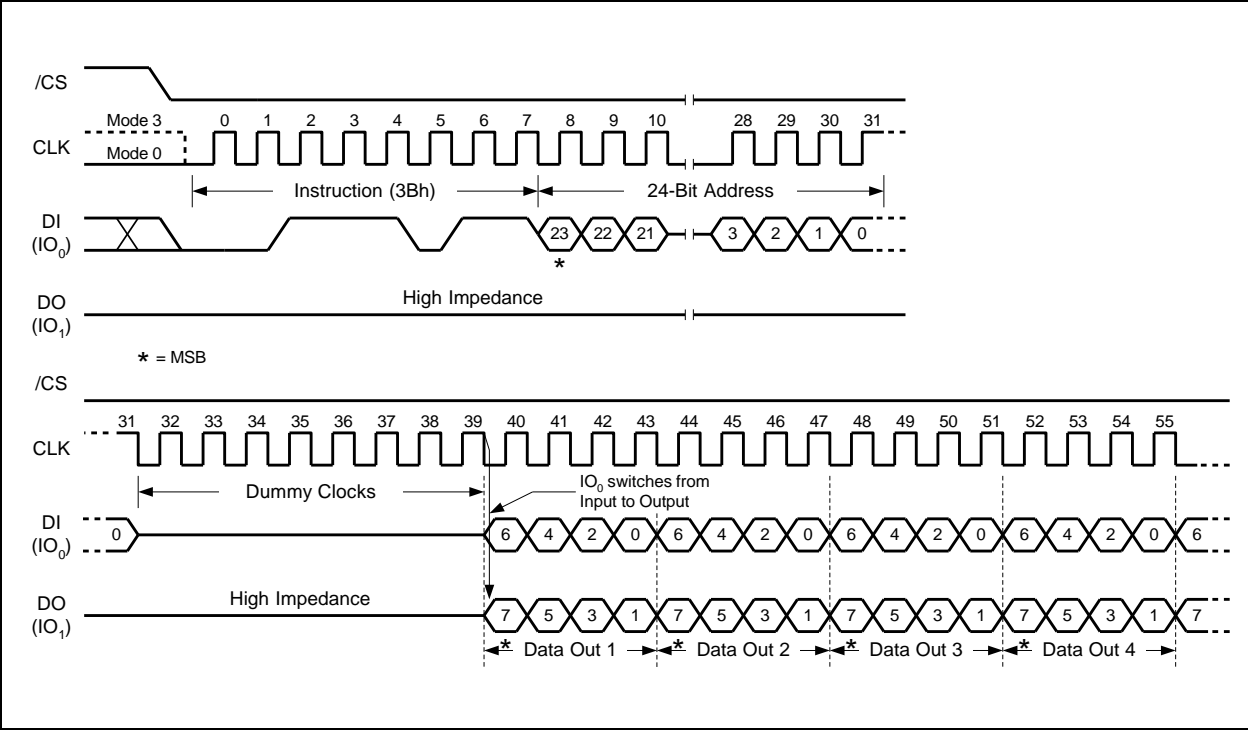 /CS
Mode 3 0 1 2 3 4 5 6 7 8 9 10 28 29 30 31
CLK
Mode 0
Instruction (3Bh) 24-Bit Address
DI
(IO0) 23 22 21 3 2 1 0
*
High Impedance
DO
(IO1)
* = MSB
/CS
31 32 33 34 35 36 37 38 39 40 41 42 43 44 45 46 47 48 49 50 51 52 53 54 55
CLK
Dummy Clocks
IO0 switches from
Input to Output
DI
(IO0) 0 6 4 2 0 6 4 2 0 6 4 2 0 6 4 2 0 6
High Impedance
DO
(IO1) 7 5 3 1 7 5 3 1 7 5 3 1 7 5 3 1 7
* Data Out 1 * Data Out 2 * Data Out 3 * Data Out 4